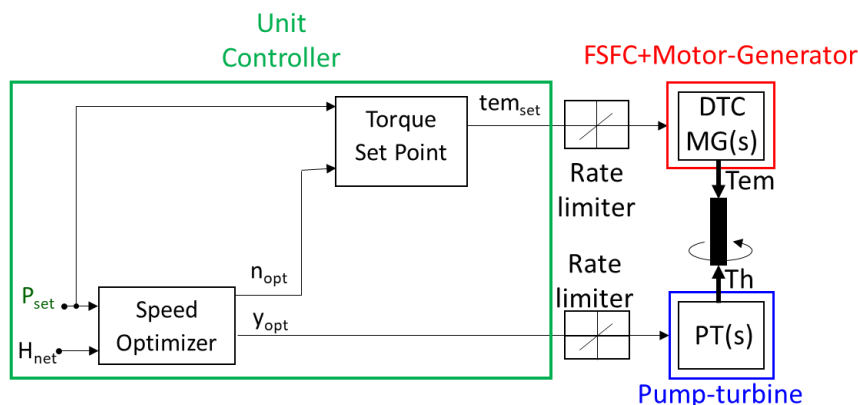 Unit
Controller
FSFC+Motor-Generator
tem_set
Torque
Set Point
DTC
MG(s)
Rate
limiter
Tem
n_opt
Rate
limiter
Th
P_set
Speed
Optimizer
y_opt
H_net
PT(s)
Pump-turbine